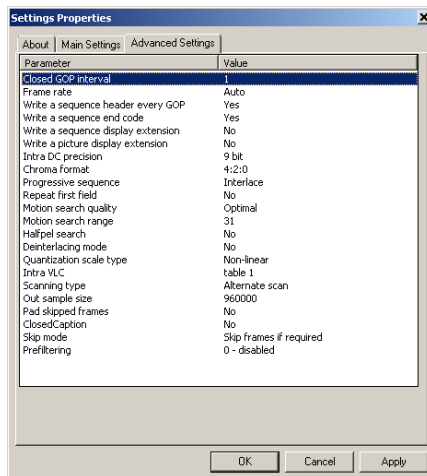 Settings Properties
About Main Settings Advanced Settings
Parameter Value
Closed GOP interval 1
Frame rate Auto
Write a sequence header every GOP Yes
Write a sequence end code Yes
Write a sequence display extension No
Write a picture display extension No
Intra DC precision 9 bit
Chroma format 4:2:0
Progressive sequence Interlace
Repeat first field No
Motion search quality Optimal
Motion search range 31
Halfpel search No
Deinterlacing mode No
Quantization scale type Non-linear
Intra VLC table 1
Scanning type Alternate scan
Out sample size 960000
Pad skipped frames No
ClosedCaption No
Skip mode Skip frames if required
Prefiltering 0 - disabled
OK Cancel Apply